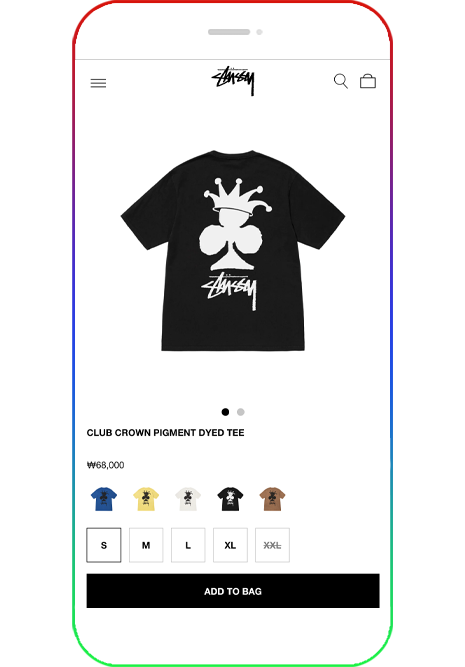 Stüssy
Stüssy
CLUB CROWN PIGMENT DYED TEE
₩68,000
S M L XL XXL
ADD TO BAG